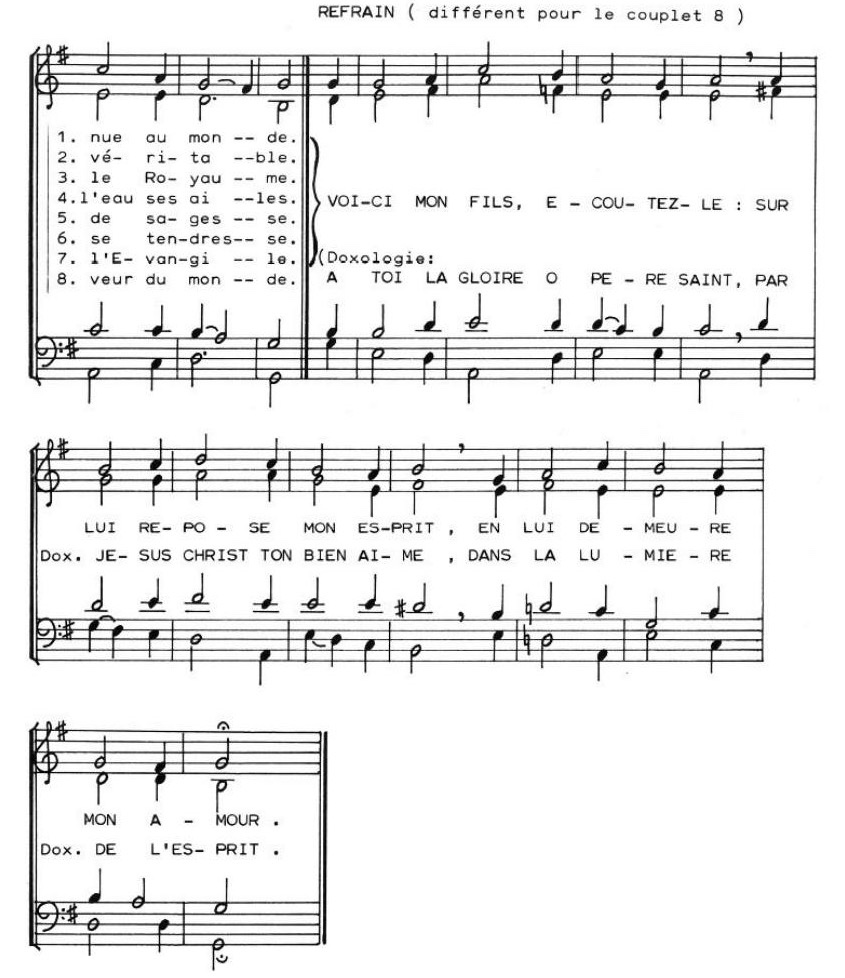 REFRAIN ( différent pour le couplet 8 )
1. nue au mon -- de.
2. vé- ri- ta --ble.
3. le Ro- yau -- me.
4.l'eau ses ai --les.
5. de sa- ges -- se.
6. se ten-dres-- se.
7. l'E- van-gi -- le.
8. veur du mon -- de.
VOI-CI MON FILS, E - COU- TEZ- LE : SUR
(Doxologie:
A TOI LA GLOIRE O PE - RE SAINT, PAR
LUI RE- PO - SE MON ES-PRIT , EN LUI DE - MEU - RE
Dox. JE- SUS CHRIST TON BIEN AI- ME , DANS LA LU - MIE - RE
MON A - MOUR .
Dox. DE L'ES- PRIT .